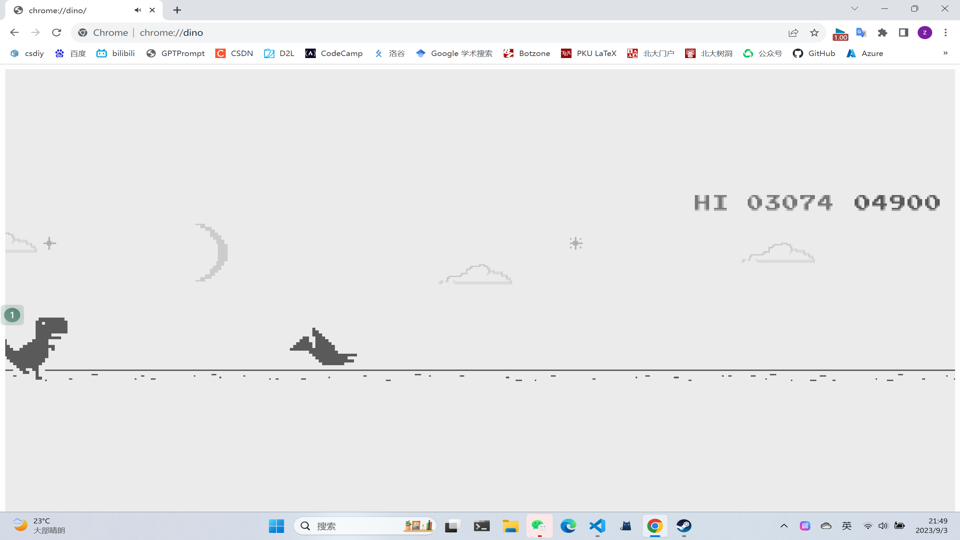 chrome://dino/
Chrome | chrome://dino
1.00
z
csdiy 百度 bilibili GPTPrompt CSDN D2L CodeCamp 洛谷 Google 学术搜索 Botzone PKU LaTeX 北大门户 北大树洞 公众号 GitHub Azure »
HI 03074 04900
1
23°C
大部晴朗
搜索
英
21:49
2023/9/3